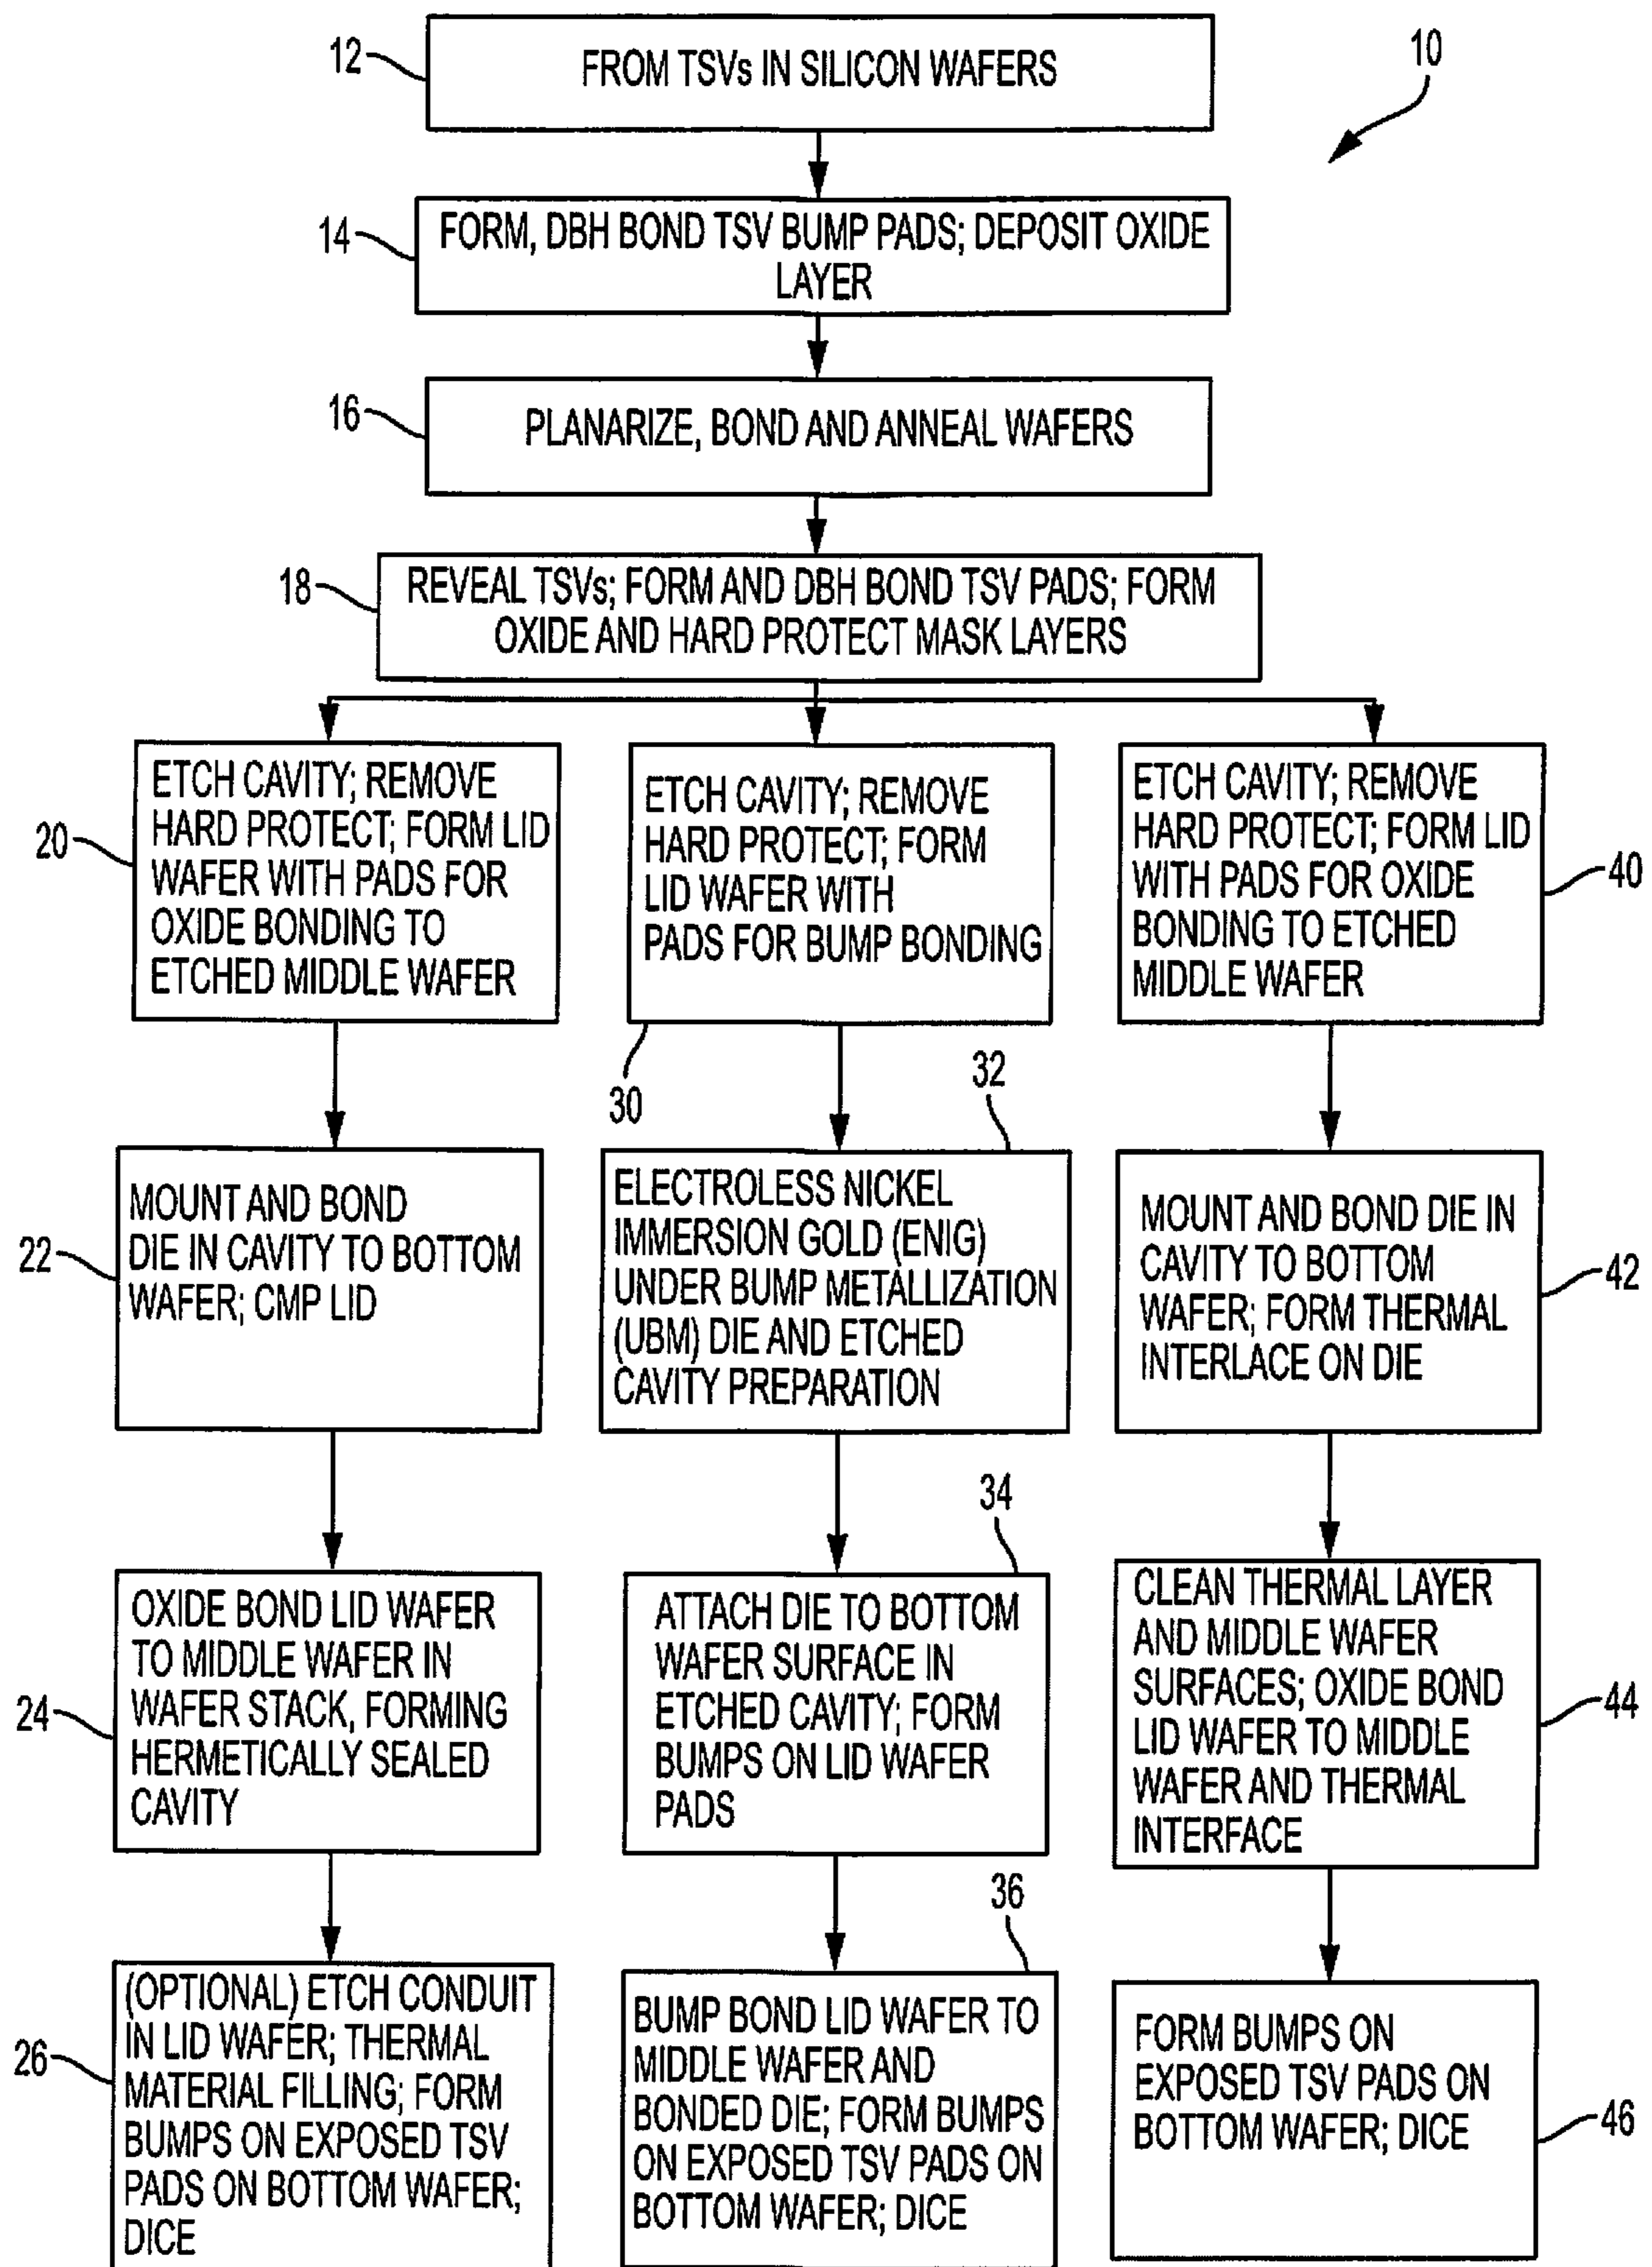 12
FROM TSVs IN SILICON WAFERS
10
14
FORM, DBH BOND TSV BUMP PADS; DEPOSIT OXIDE
LAYER
16
PLANARIZE, BOND AND ANNEAL WAFERS
18
REVEAL TSVs; FORM AND DBH BOND TSV PADS; FORM
OXIDE AND HARD PROTECT MASK LAYERS
20
ETCH CAVITY; REMOVE
HARD PROTECT; FORM LID
WAFER WITH PADS FOR
OXIDE BONDING TO
ETCHED MIDDLE WAFER
ETCH CAVITY; REMOVE
HARD PROTECT; FORM
LID WAFER WITH
PADS FOR BUMP BONDING
30
ETCH CAVITY; REMOVE
HARD PROTECT; FORM LID
WITH PADS FOR OXIDE
BONDING TO ETCHED
MIDDLE WAFER
40
22
MOUNT AND BOND
DIE IN CAVITY TO BOTTOM
WAFER; CMP LID
32
ELECTROLESS NICKEL
IMMERSION GOLD (ENIG)
UNDER BUMP METALLIZATION
(UBM) DIE AND ETCHED
CAVITY PREPARATION
MOUNT AND BOND DIE IN
CAVITY TO BOTTOM
WAFER; FORM THERMAL
INTERLACE ON DIE
42
24
OXIDE BOND LID WAFER
TO MIDDLE WAFER IN
WAFER STACK, FORMING
HERMETICALLY SEALED
CAVITY
34
ATTACH DIE TO BOTTOM
WAFER SURFACE IN
ETCHED CAVITY; FORM
BUMPS ON LID WAFER
PADS
CLEAN THERMAL LAYER
AND MIDDLE WAFER
SURFACES; OXIDE BOND
LID WAFER TO MIDDLE
WAFER AND THERMAL
INTERFACE
44
26
(OPTIONAL) ETCH CONDUIT
IN LID WAFER; THERMAL
MATERIAL FILLING; FORM
BUMPS ON EXPOSED TSV
PADS ON BOTTOM WAFER;
DICE
36
BUMP BOND LID WAFER TO
MIDDLE WAFER AND
BONDED DIE; FORM BUMPS
ON EXPOSED TSV PADS ON
BOTTOM WAFER; DICE
FORM BUMPS ON
EXPOSED TSV PADS ON
BOTTOM WAFER; DICE
46